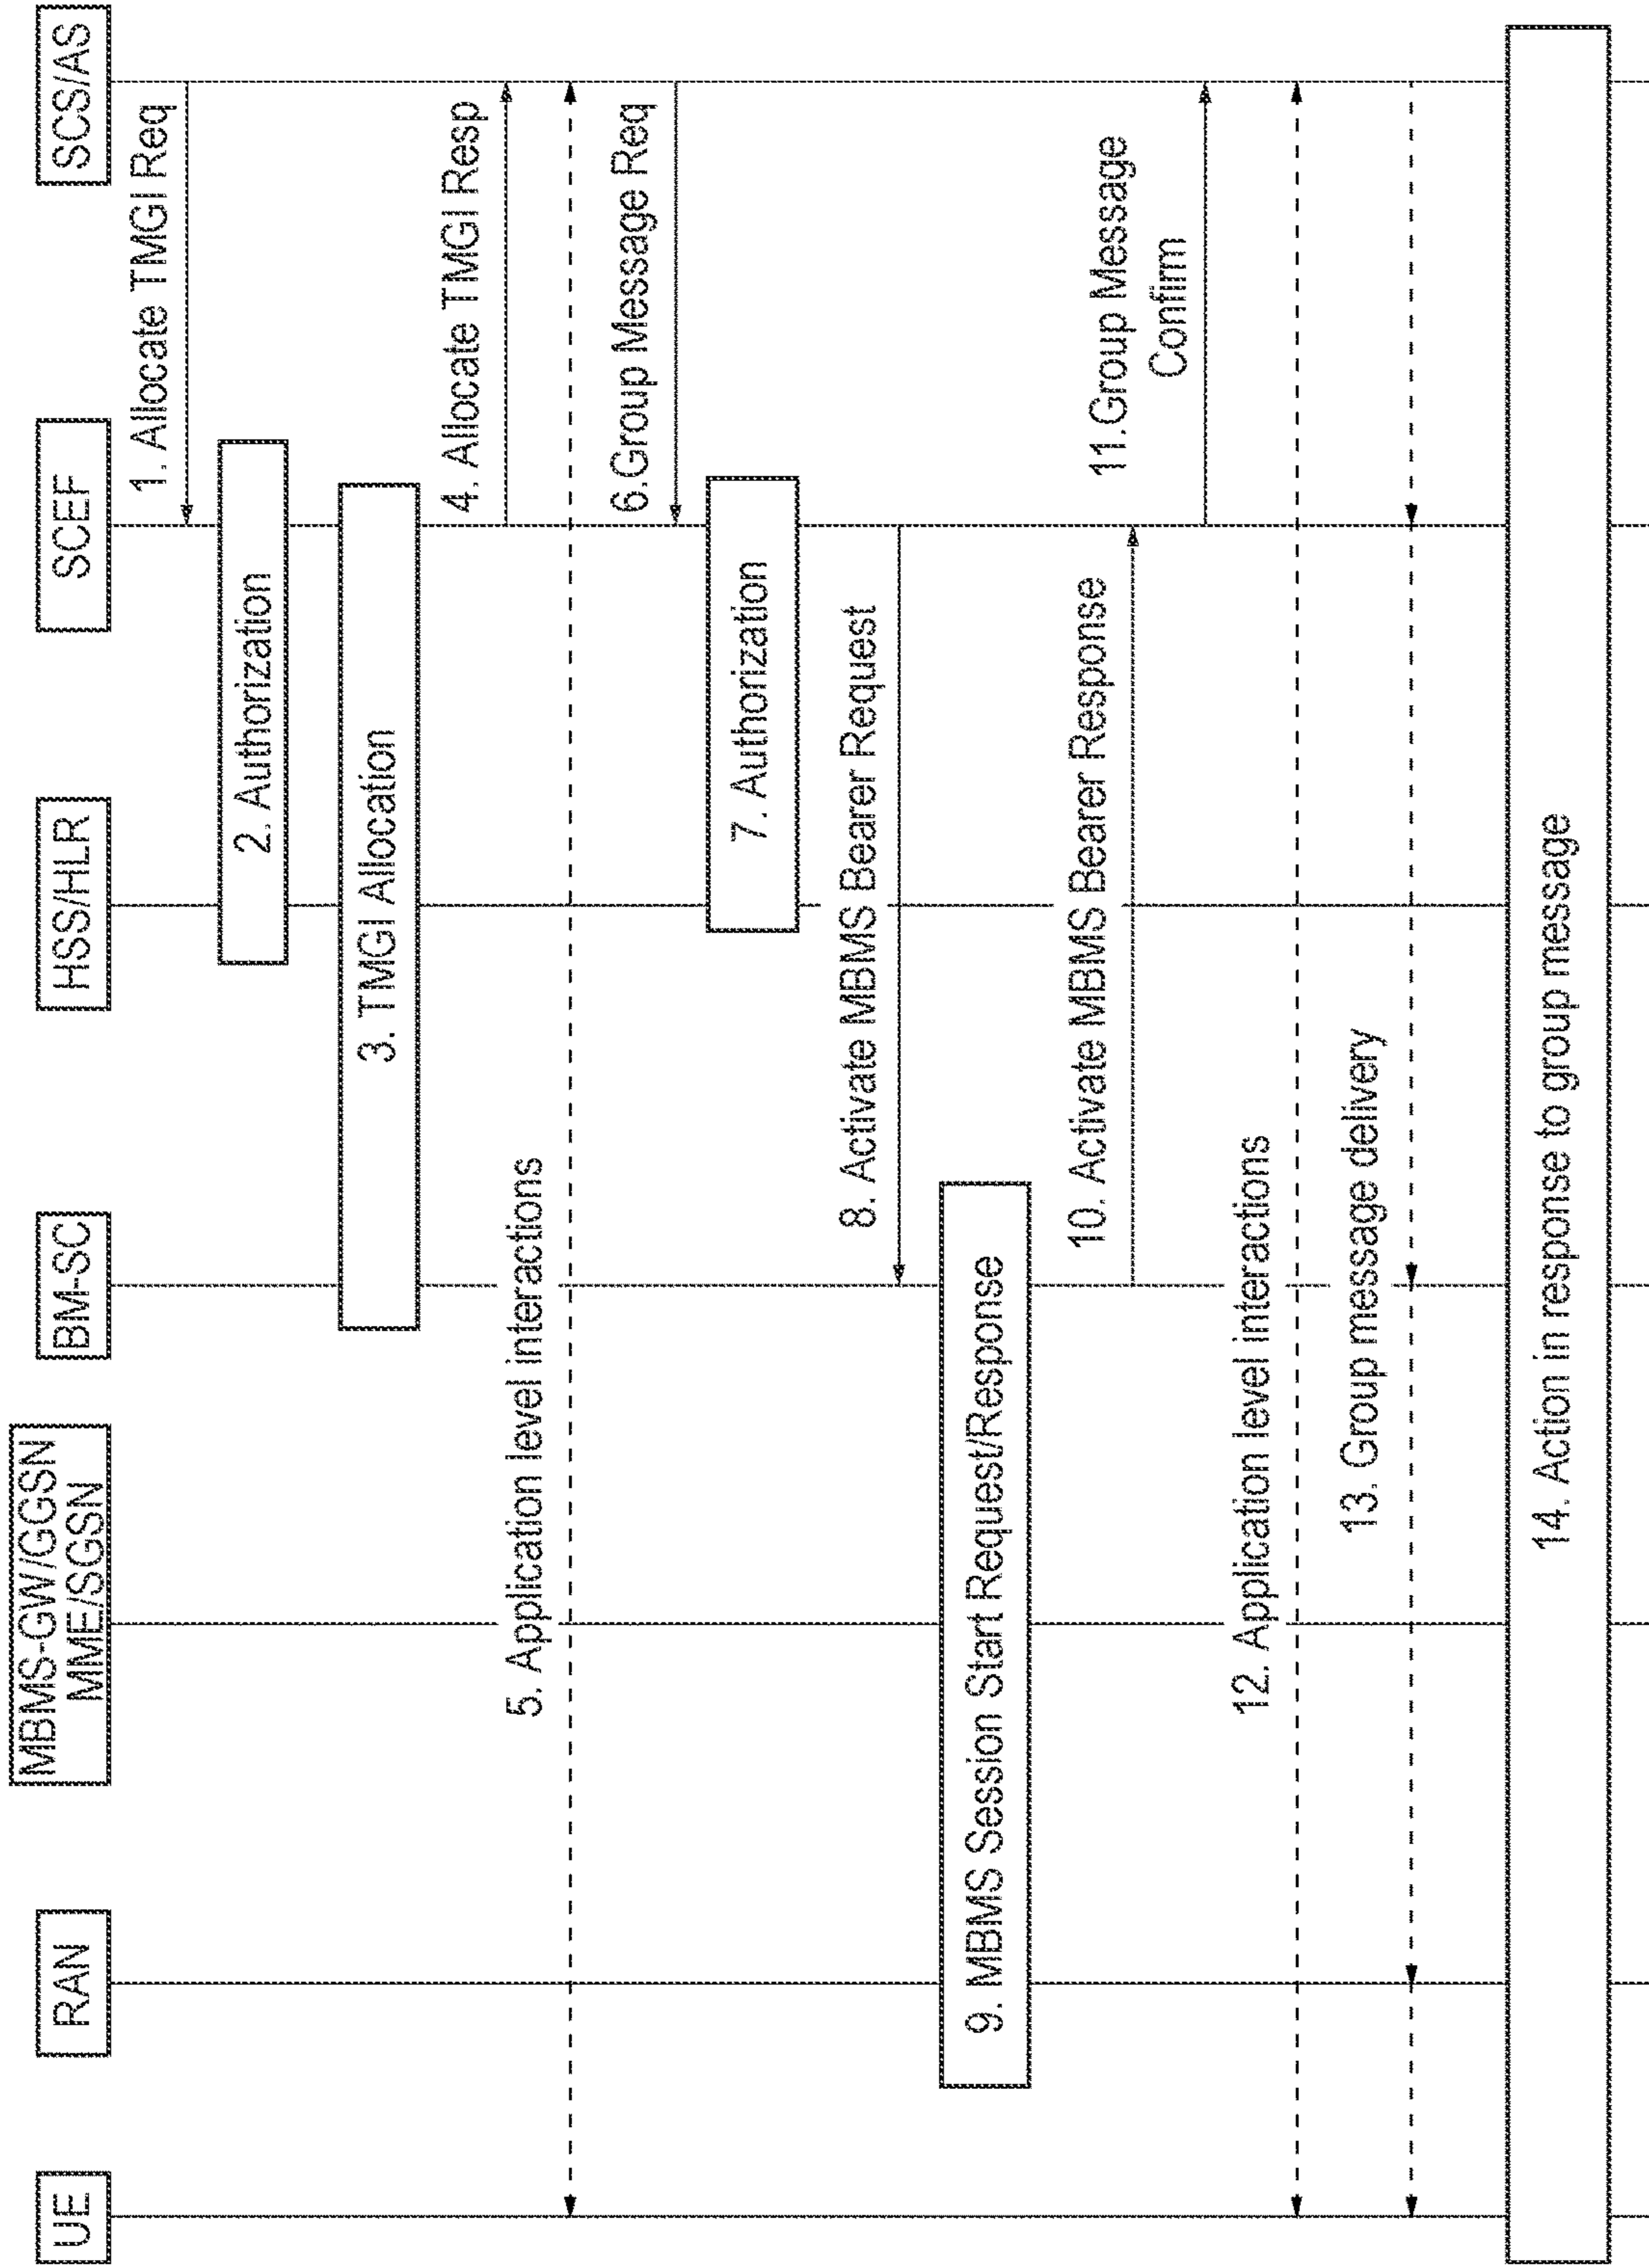 UE
RAN
MBMS-GW/GGSN
MME/SGSN
BM-SC
HSS/HLR
SCEF
SCS/AS
1. Allocate TMGI Req
2. Authorization
3. TMGI Allocation
4. Allocate TMGI Resp
5. Application level interactions
6.Group Message Req
7. Authorization
8. Activate MBMS Bearer Request
9. MBMS Session Start Request/Response
10. Activate MBMS Bearer Response
11.Group Message
Confirm
12. Application level interactions
13. Group message delivery
14. Action in response to group message